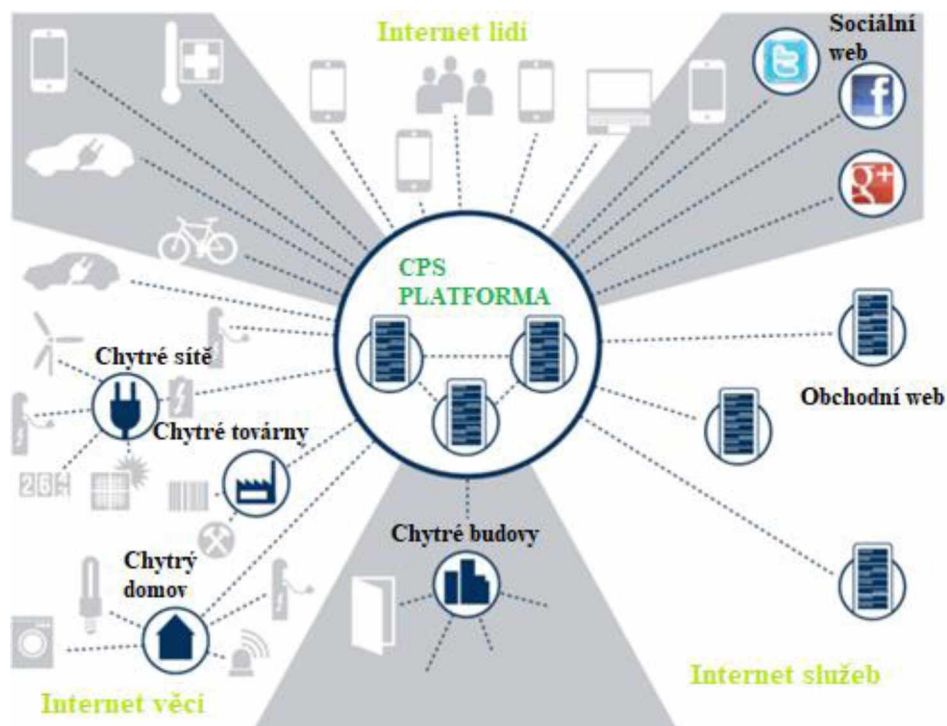 Internet lidí
Sociální
web
CPS
PLATFORMA
Chytré sítě
Obchodní web
Chytré továrny
Chytré budovy
Chytrý
domov
Internet služeb
Internet věcí